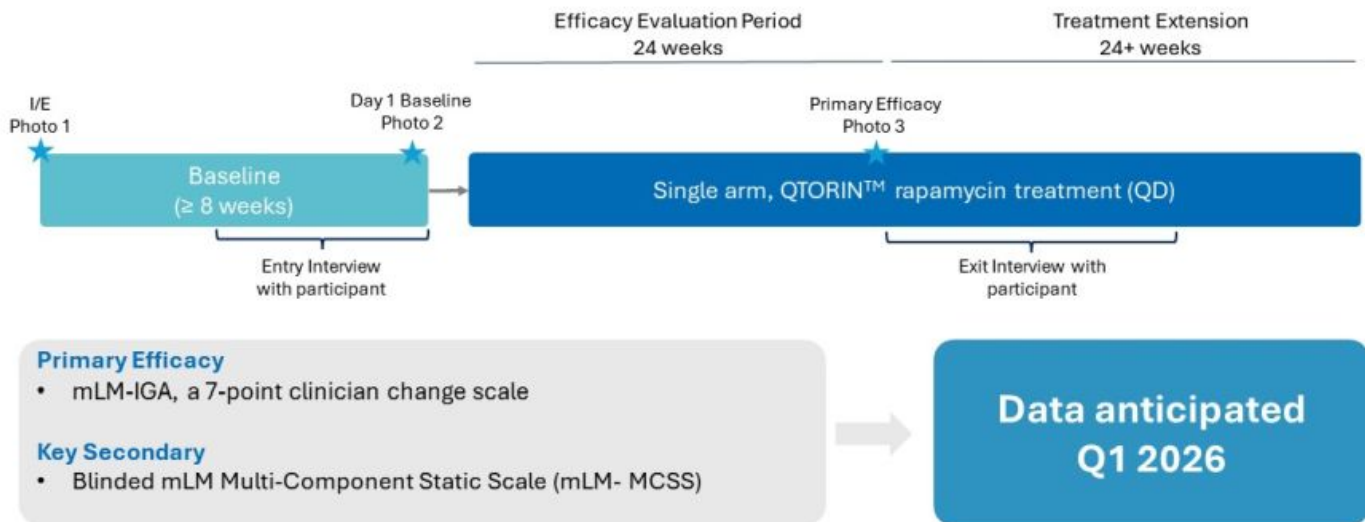 Efficacy Evaluation Period
24 weeks
Treatment Extension
24+ weeks
I/E
Photo 1
Day 1 Baseline
Photo 2
Primary Efficacy
Photo 3
Baseline
(≥ 8 weeks)
Single arm, QTORIN™ rapamycin treatment (QD)
Entry Interview
with participant
Exit Interview with
participant
Primary Efficacy
• mLM-IGA, a 7-point clinician change scale
Key Secondary
• Blinded mLM Multi-Component Static Scale (mLM- MCSS)
Data anticipated
Q1 2026